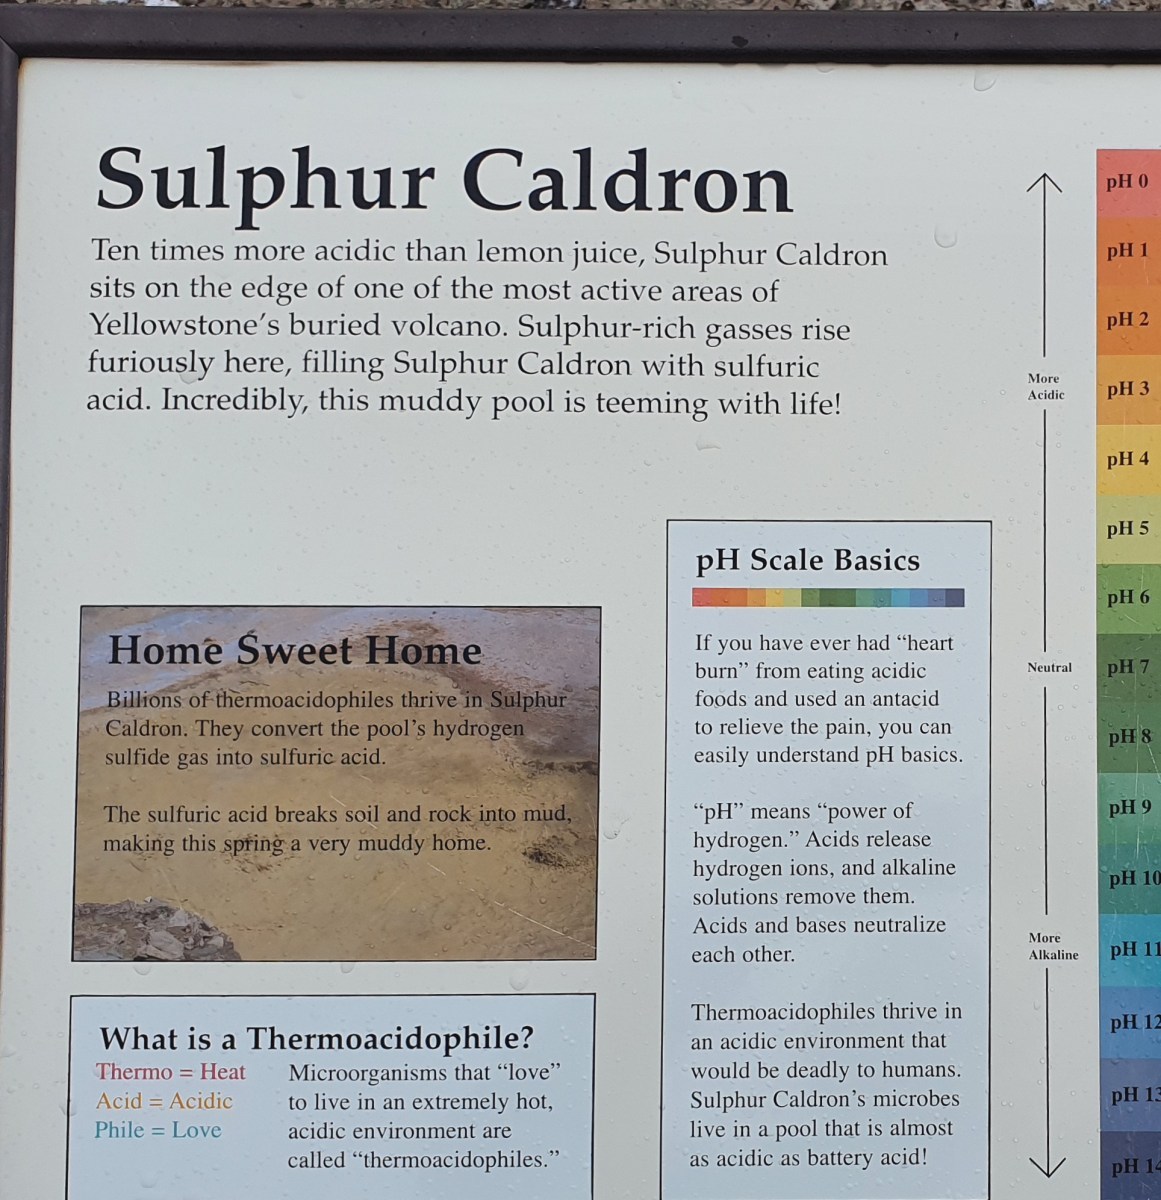 Sulphur Caldron
Ten times more acidic than lemon juice, Sulphur Caldron
sits on the edge of one of the most active areas of
Yellowstone's buried volcano. Sulphur-rich gasses rise
furiously here, filling Sulphur Caldron with sulfuric
acid. Incredibly, this muddy pool is teeming with life!
Home Sweet Home
Billions of thermoacidophiles thrive in Sulphur
Caldron. They convert the pool's hydrogen
sulfide gas into sulfuric acid.
The sulfuric acid breaks soil and rock into mud,
making this spring a very muddy home.
What is a Thermoacidophile?
Thermo = Heat
Acid = Acidic
Phile = Love
Microorganisms that “love”
to live in an extremely hot,
acidic environment are
called “thermoacidophiles.”
pH Scale Basics
If you have ever had “heart
burn” from eating acidic
foods and used an antacid
to relieve the pain, you can
easily understand pH basics.
“pH” means “power of
hydrogen.” Acids release
hydrogen ions, and alkaline
solutions remove them.
Acids and bases neutralize
each other.
Thermoacidophiles thrive in
an acidic environment that
would be deadly to humans.
Sulphur Caldron's microbes
live in a pool that is almost
as acidic as battery acid!
More
Acidic
Neutral
More
Alkaline
pH 0
pH 1
pH 2
pH 3
pH 4
pH 5
pH 6
pH 7
pH 8
pH 9
pH 10
pH 11
pH 12
pH 13
pH 14